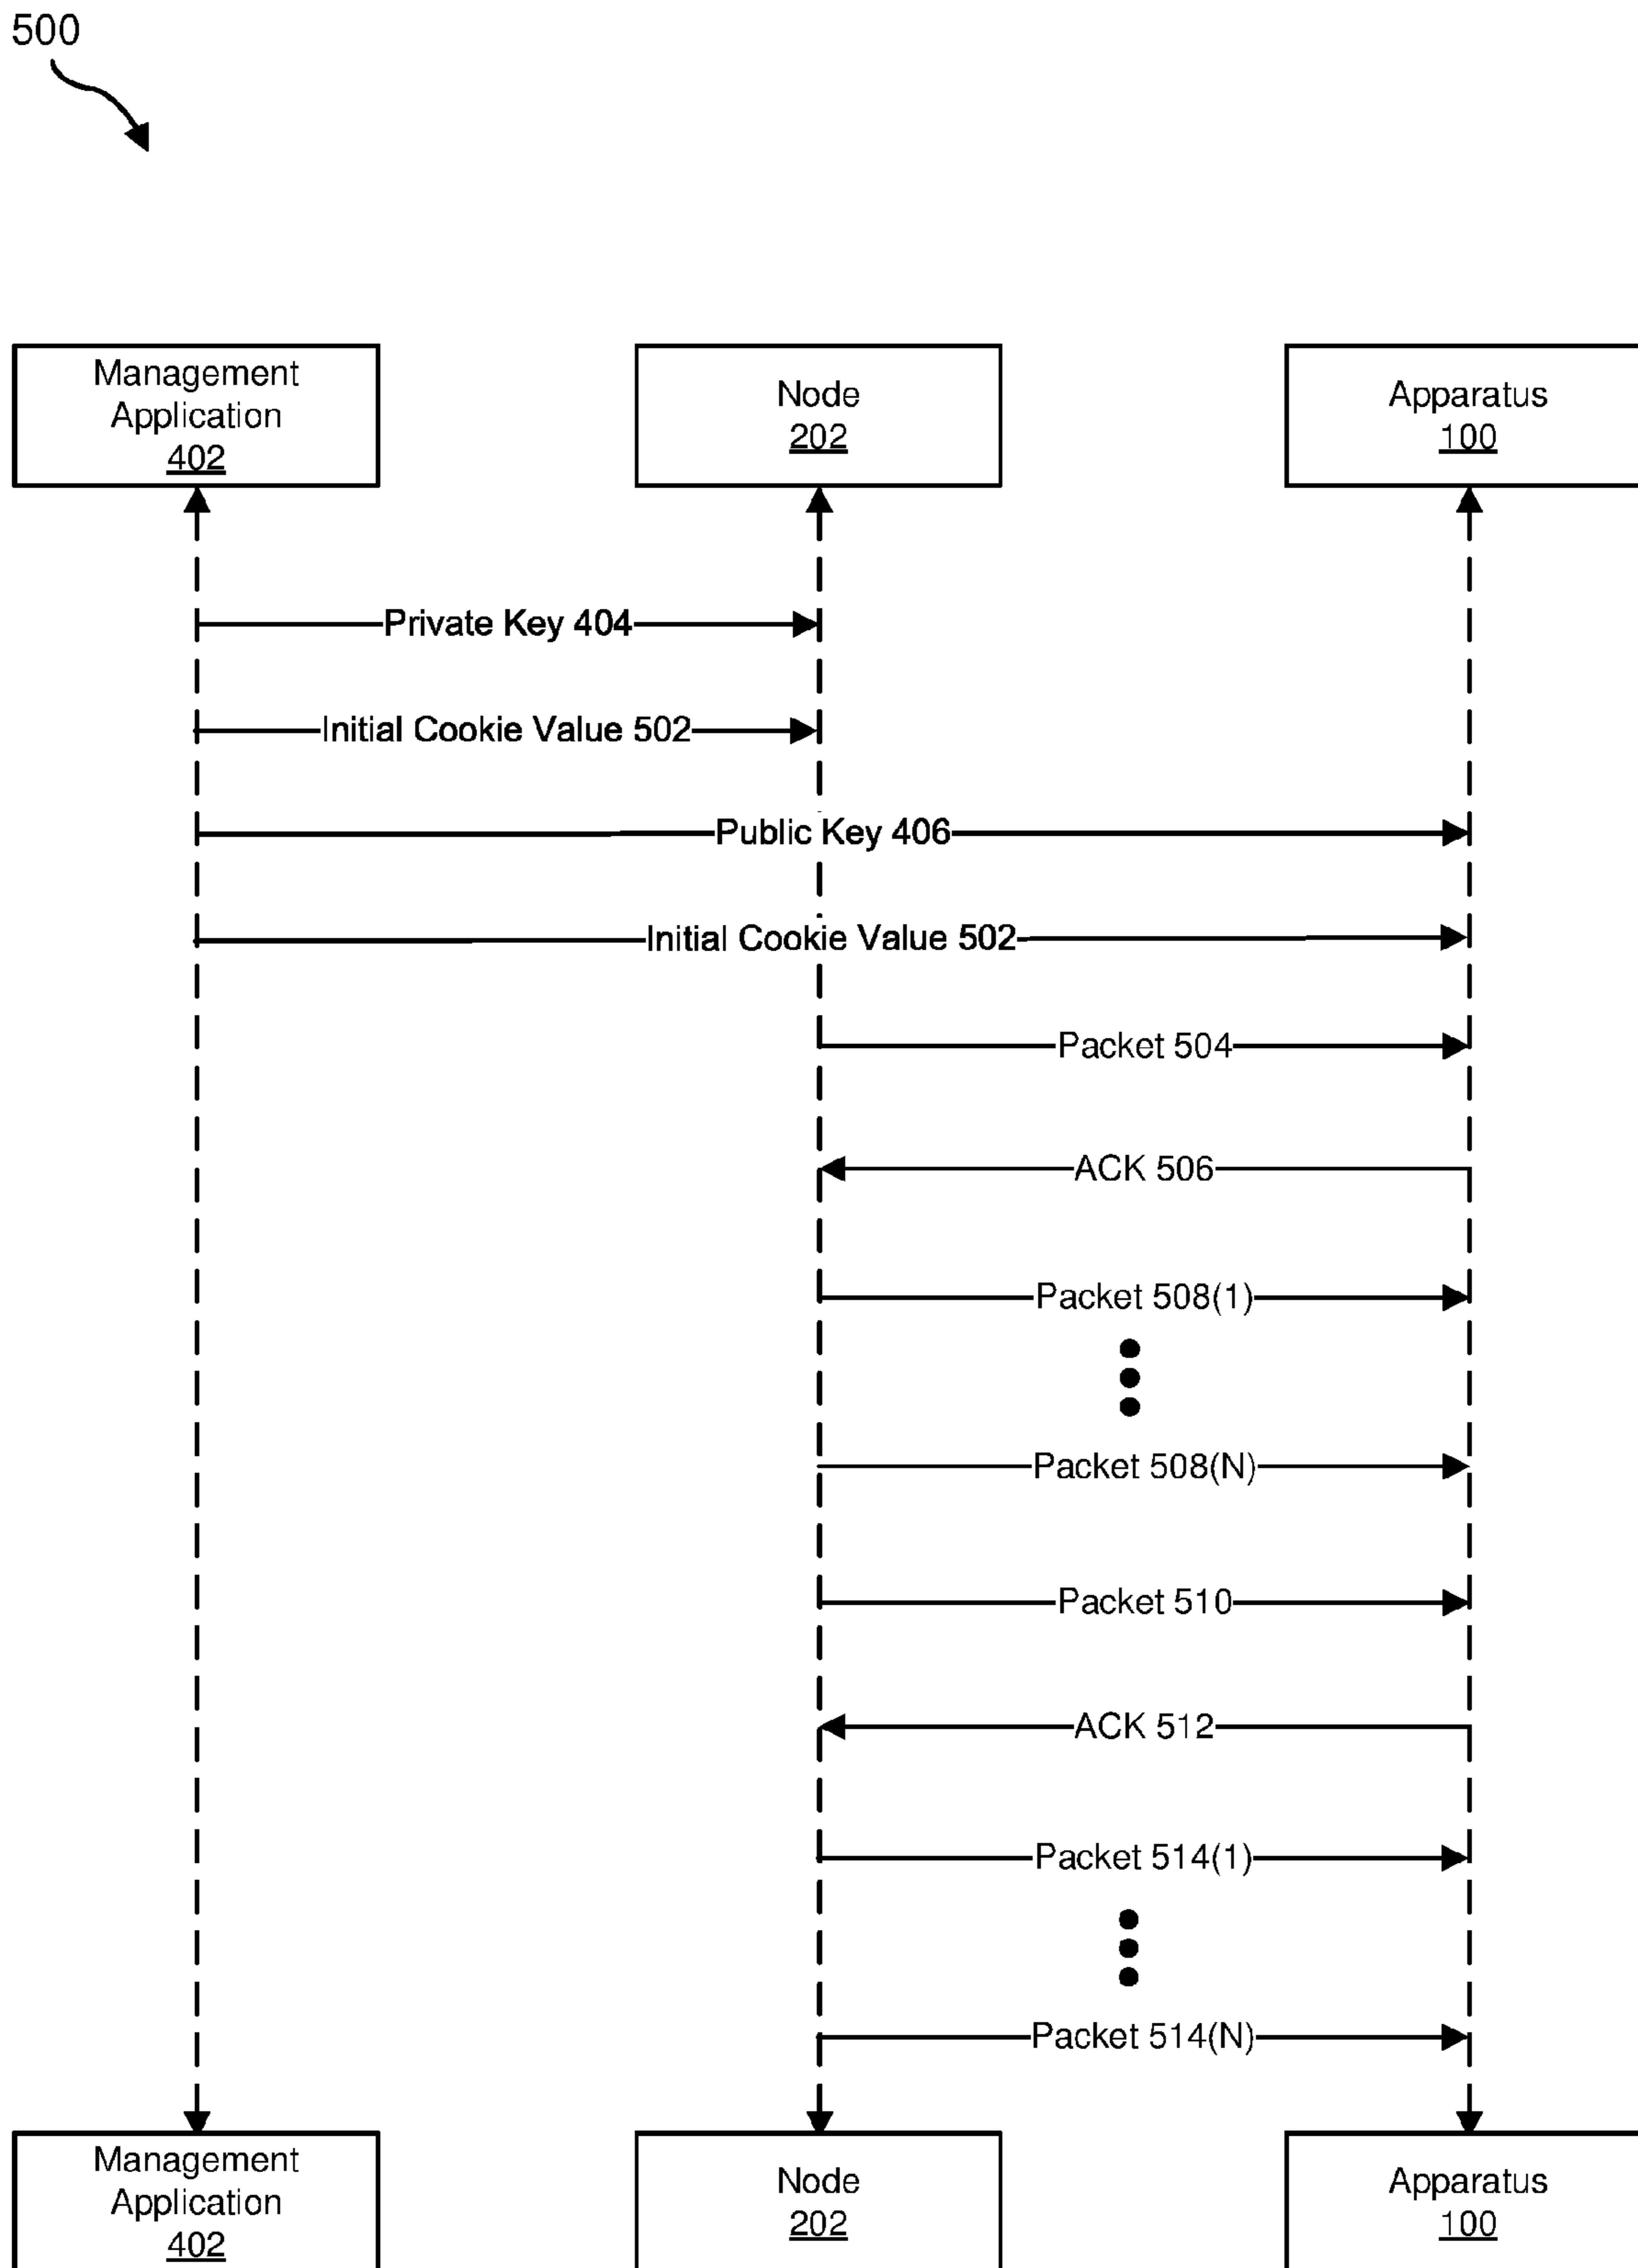 500
Management
Application
402
Node
202
Apparatus
100
Private Key 404
Initial Cookie Value 502
Public Key 406
Initial Cookie Value 502
Packet 504
ACK 506
Packet 508(1)
Packet 508(N)
Packet 510
ACK 512
Packet 514(1)
Packet 514(N)
Management
Application
402
Node
202
Apparatus
100